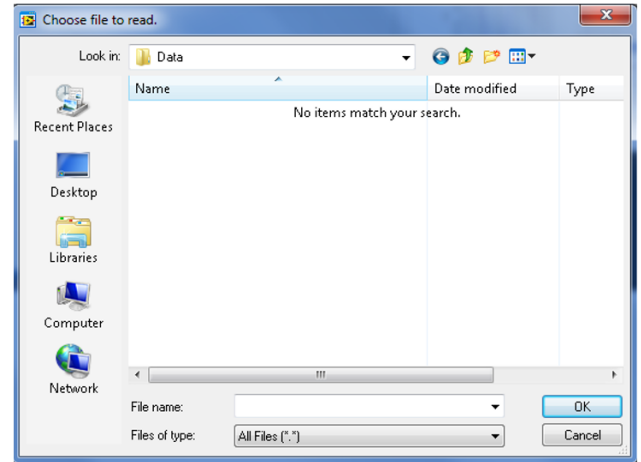 Choose file to read.
Look in: Data
Name Date modified Type
No items match your search.
Recent Places
Desktop
Libraries
Computer
Network
File name: OK
Files of type: All Files (*.*) Cancel